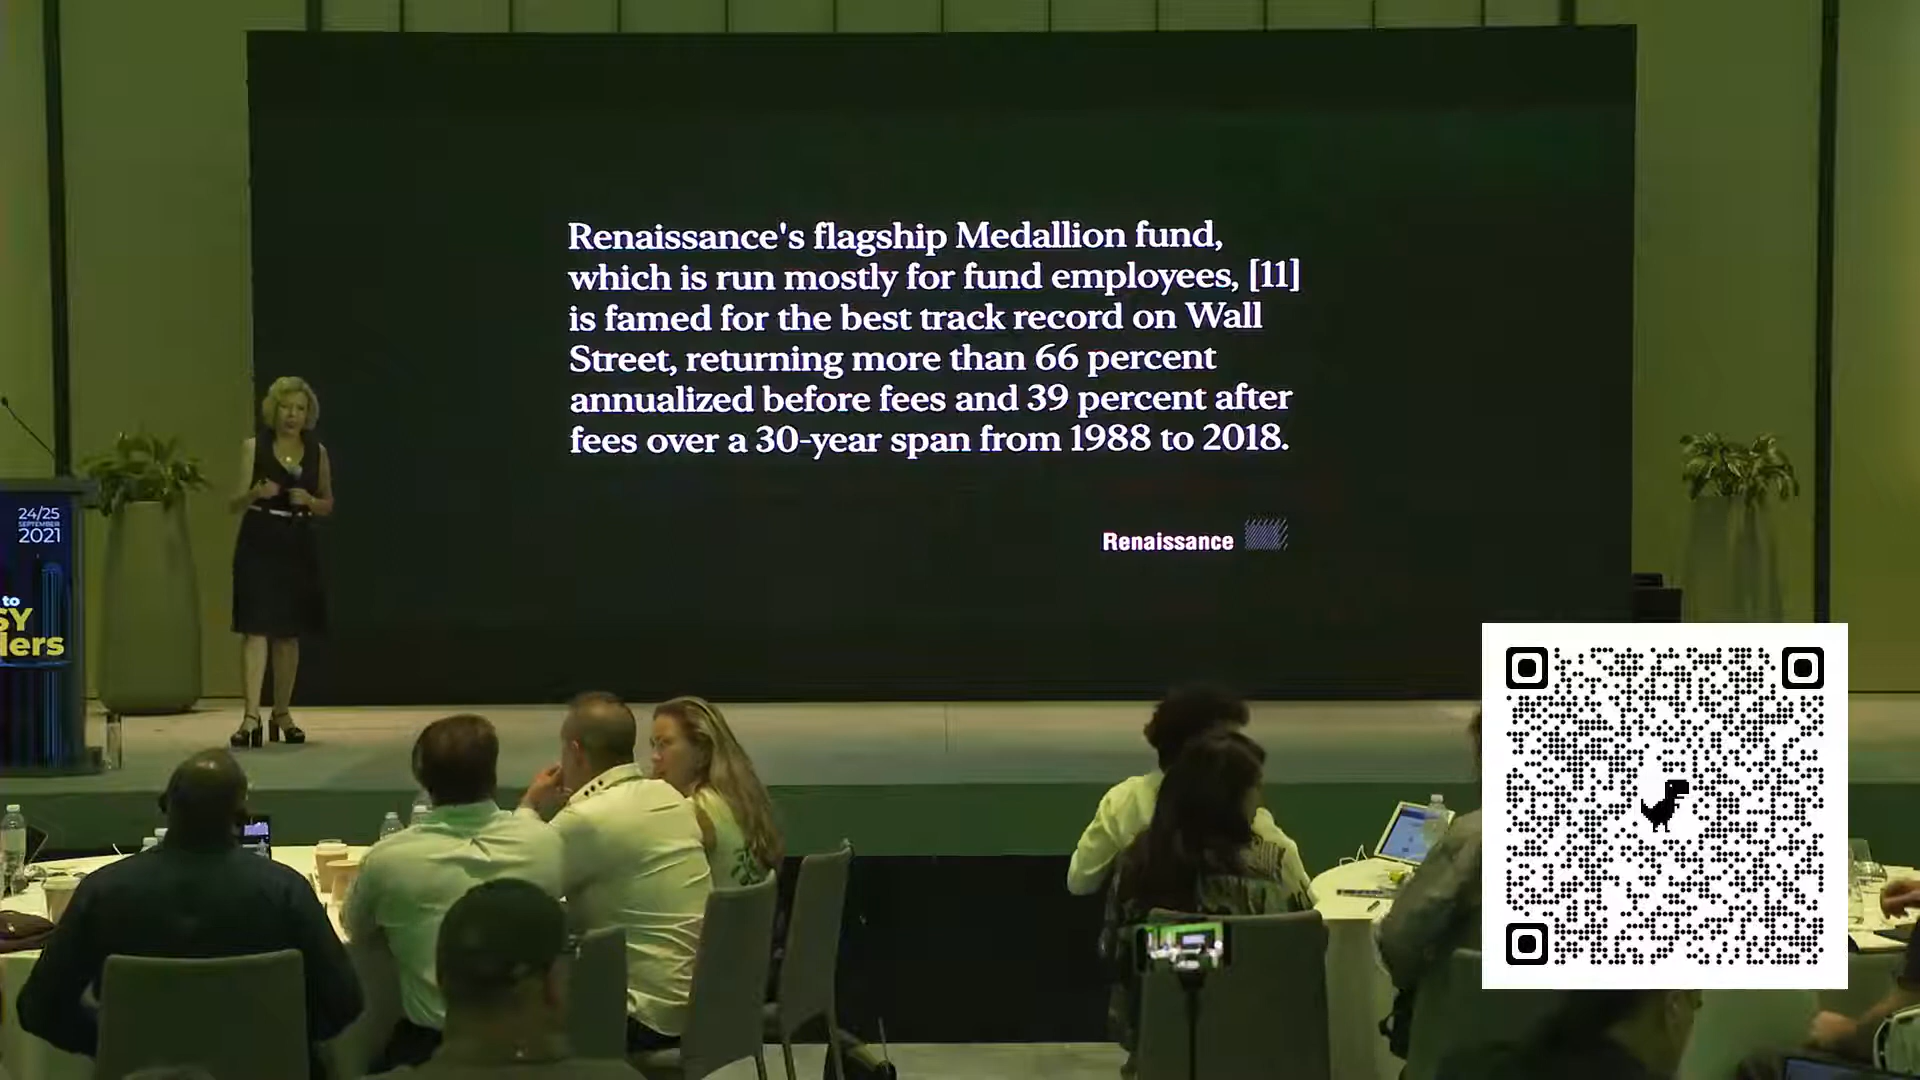 Renaissance's flagship Medallion fund,
which is run mostly for fund employees, [11]
is famed for the best track record on Wall
Street, returning more than 66 percent
annualized before fees and 39 percent after
fees over a 30-year span from 1988 to 2018.
Renaissance
24/25
SEPTEMBER
2021
to
SY
ders